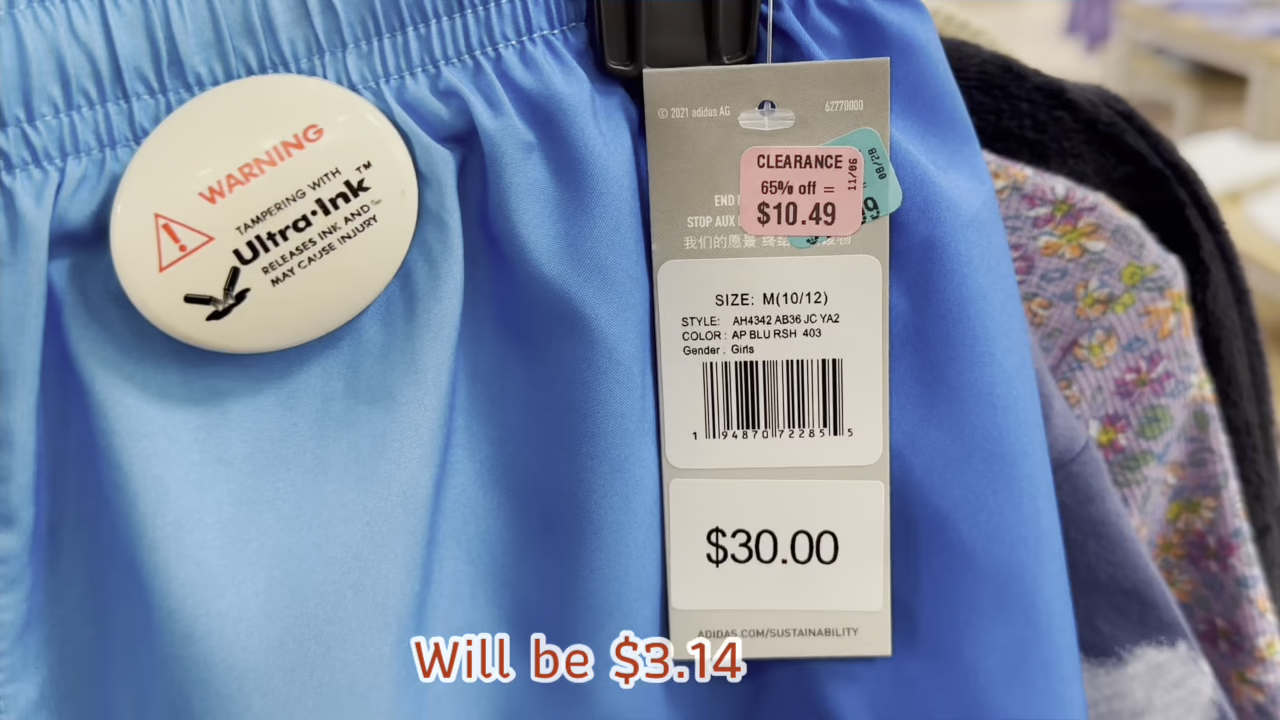 WARNING
TAMPERING WITH
Ultra·Ink™
RELEASES INK AND
MAY CAUSE INJURY
© 2021 adidas AG
62770000
08/28
CLEARANCE
11/06
65% off =
$10.49
END
STOP AUX
我们的愿景 终结
SIZE: M(10/12)
STYLE: AH4342 AB36 JC YA2
COLOR: AP BLU RSH 403
Gender: Girls
1 94870 72285 5
$30.00
ADIDAS.COM/SUSTAINABILITY
Will be $3.14